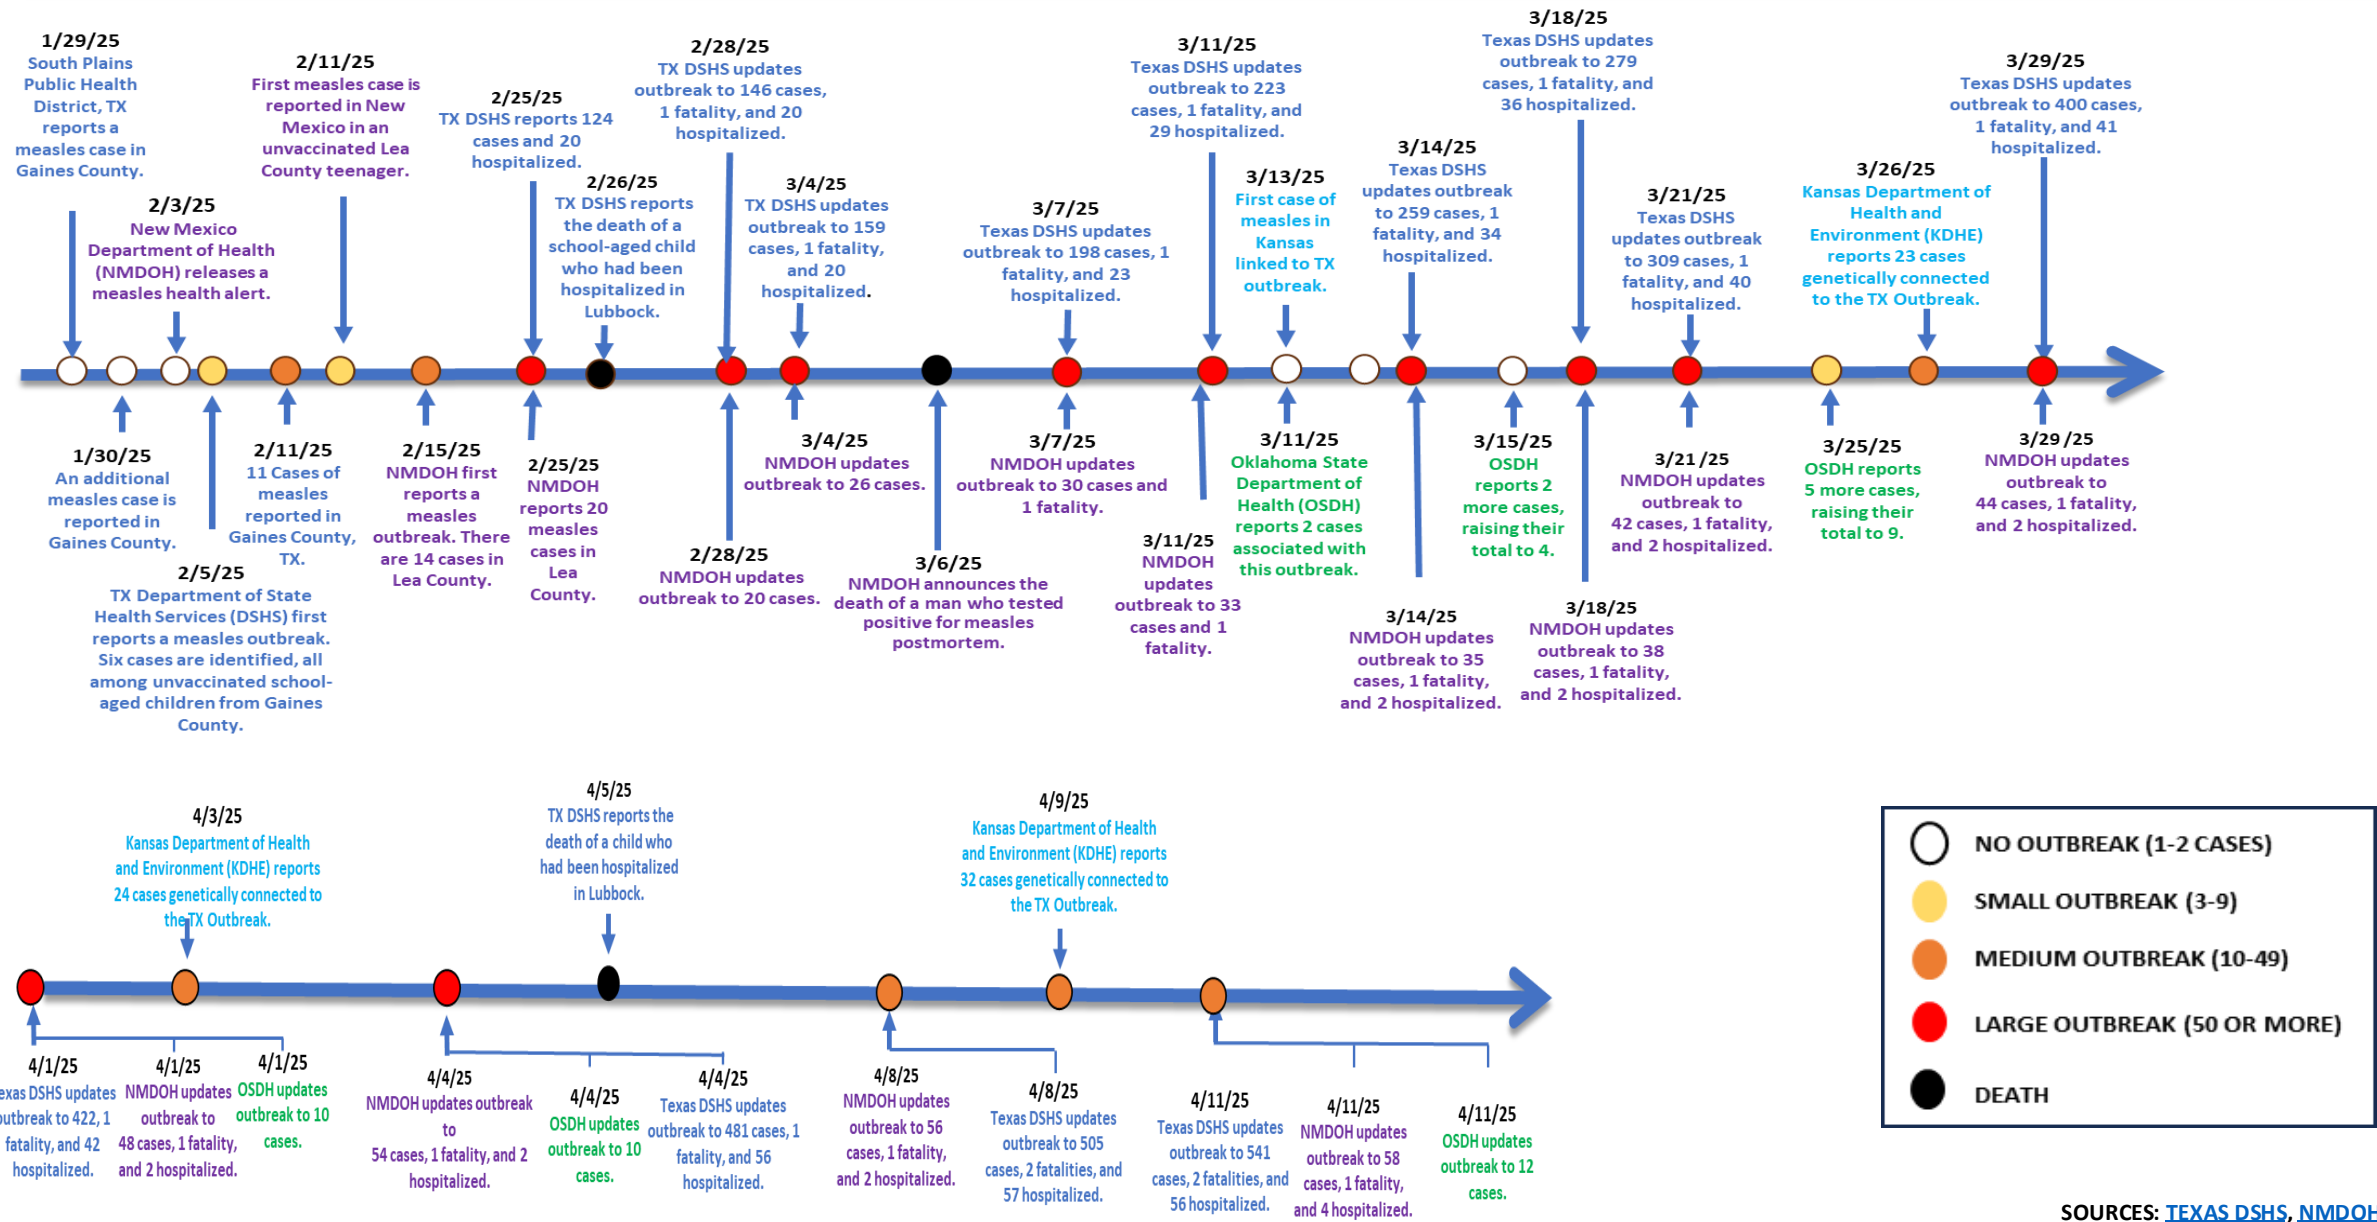 1/29/25
South Plains
Public Health
District, TX
reports a
measles case in
Gaines County.
2/3/25
New Mexico
Department of Health
(NMDOH) releases a
measles health alert.
2/11/25
First measles case is
reported in New
Mexico in an
unvaccinated Lea
County teenager.
2/25/25
TX DSHS reports 124
cases and 20
hospitalized.
2/26/25
TX DSHS reports
the death of a
school-aged child
who had been
hospitalized in
Lubbock.
2/28/25
TX DSHS updates
outbreak to 146 cases,
1 fatality, and 20
hospitalized.
3/4/25
TX DSHS updates
outbreak to 159
cases, 1 fatality,
and 20
hospitalized.
3/7/25
Texas DSHS updates
outbreak to 198 cases, 1
fatality, and 23
hospitalized.
3/11/25
Texas DSHS updates
outbreak to 223
cases, 1 fatality, and
29 hospitalized.
3/13/25
First case of
measles in
Kansas
linked to TX
outbreak.
3/14/25
Texas DSHS
updates outbreak
to 259 cases, 1
fatality, and 34
hospitalized.
3/18/25
Texas DSHS updates
outbreak to 279
cases, 1 fatality, and
36 hospitalized.
3/21/25
Texas DSHS
updates outbreak
to 309 cases, 1
fatality, and 40
hospitalized.
3/26/25
Kansas Department of
Health and
Environment (KDHE)
reports 23 cases
genetically connected
to the TX Outbreak.
3/29/25
Texas DSHS updates
outbreak to 400 cases,
1 fatality, and 41
hospitalized.
1/30/25
An additional
measles case is
reported in
Gaines County.
2/5/25
TX Department of State
Health Services (DSHS) first
reports a measles outbreak.
Six cases are identified, all
among unvaccinated school-
aged children from Gaines
County.
2/11/25
11 Cases of
measles
reported in
Gaines County,
TX.
2/15/25
NMDOH first
reports a
measles
outbreak. There
are 14 cases in
Lea County.
2/25/25
NMDOH
reports 20
measles
cases in
Lea
County.
2/28/25
NMDOH updates
outbreak to 20 cases.
3/4/25
NMDOH updates
outbreak to 26 cases.
3/6/25
NMDOH announces the
death of a man who tested
positive for measles
postmortem.
3/7/25
NMDOH updates
outbreak to 30 cases and
1 fatality.
3/11/25
NMDOH
updates
outbreak to 33
cases and 1
fatality.
3/11/25
Oklahoma State
Department of
Health (OSDH)
reports 2 cases
associated with
this outbreak.
3/14/25
NMDOH updates
outbreak to 35
cases, 1 fatality,
and 2 hospitalized.
3/15/25
OSDH
reports 2
more cases,
raising their
total to 4.
3/18/25
NMDOH updates
outbreak to 38
cases, 1 fatality,
and 2 hospitalized.
3/21/25
NMDOH updates
outbreak to
42 cases, 1 fatality,
and 2 hospitalized.
3/25/25
OSDH reports
5 more cases,
raising their
total to 9.
3/29/25
NMDOH updates
outbreak to
44 cases, 1 fatality,
and 2 hospitalized.
4/3/25
Kansas Department of Health
and Environment (KDHE) reports
24 cases genetically connected to
the TX Outbreak.
4/5/25
TX DSHS reports the
death of a child who
had been hospitalized
in Lubbock.
4/9/25
Kansas Department of Health
and Environment (KDHE) reports
32 cases genetically connected to
the TX Outbreak.
4/1/25
exas DSHS updates
outbreak to 422, 1
fatality, and 42
hospitalized.
4/1/25
NMDOH updates
outbreak to
48 cases, 1 fatality,
and 2 hospitalized.
4/1/25
OSDH updates
outbreak to 10
cases.
4/4/25
NMDOH updates outbreak
to
54 cases, 1 fatality, and 2
hospitalized.
4/4/25
OSDH updates
outbreak to 10
cases.
4/4/25
Texas DSHS updates
outbreak to 481 cases, 1
fatality, and 56
hospitalized.
4/8/25
NMDOH updates
outbreak to 56
cases, 1 fatality,
and 2 hospitalized.
4/8/25
Texas DSHS updates
outbreak to 505
cases, 2 fatalities, and
57 hospitalized.
4/11/25
Texas DSHS updates
outbreak to 541
cases, 2 fatalities, and
56 hospitalized.
4/11/25
NMDOH updates
outbreak to 58
cases, 1 fatality,
and 4 hospitalized.
4/11/25
OSDH updates
outbreak to 12
cases.
NO OUTBREAK (1-2 CASES)
SMALL OUTBREAK (3-9)
MEDIUM OUTBREAK (10-49)
LARGE OUTBREAK (50 OR MORE)
DEATH
SOURCES: TEXAS DSHS, NMDOH